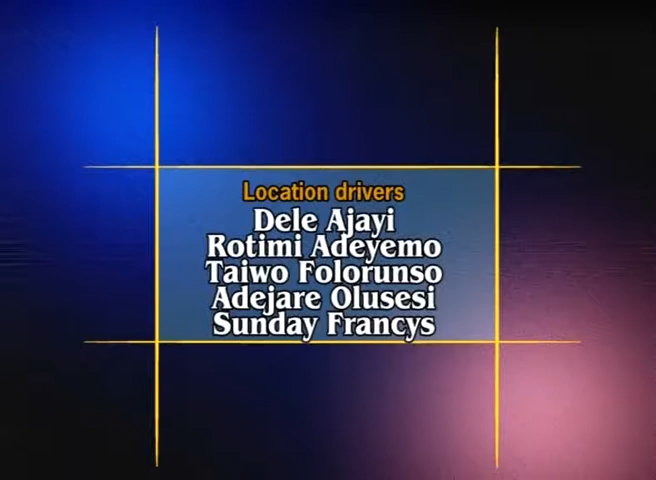 Location drivers
Dele Ajayi
Rotimi Adeyemo
Taiwo Folorunso
Adejare Olusesi
Sunday Francys